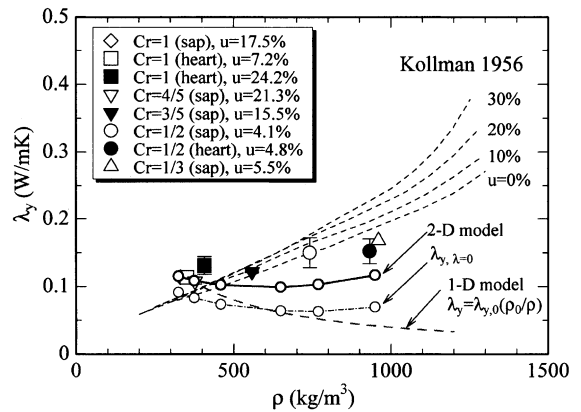 0.5
0.4
0.3
0.2
0.1
0
λy (W/mK)
Cr=1 (sap), u=17.5%
Cr=1 (heart), u=7.2%
Cr=1 (heart), u=24.2%
Cr=4/5 (sap), u=21.3%
Cr=3/5 (sap), u=15.5%
Cr=1/2 (sap), u=4.1%
Cr=1/2 (heart), u=4.8%
Cr=1/3 (sap), u=5.5%
Kollman 1956
30%
20%
10%
u=0%
2-D model
λy, λ=0
1-D model
λy=λy,0(ρ0/ρ)
0 500 1000 1500
ρ (kg/m³)